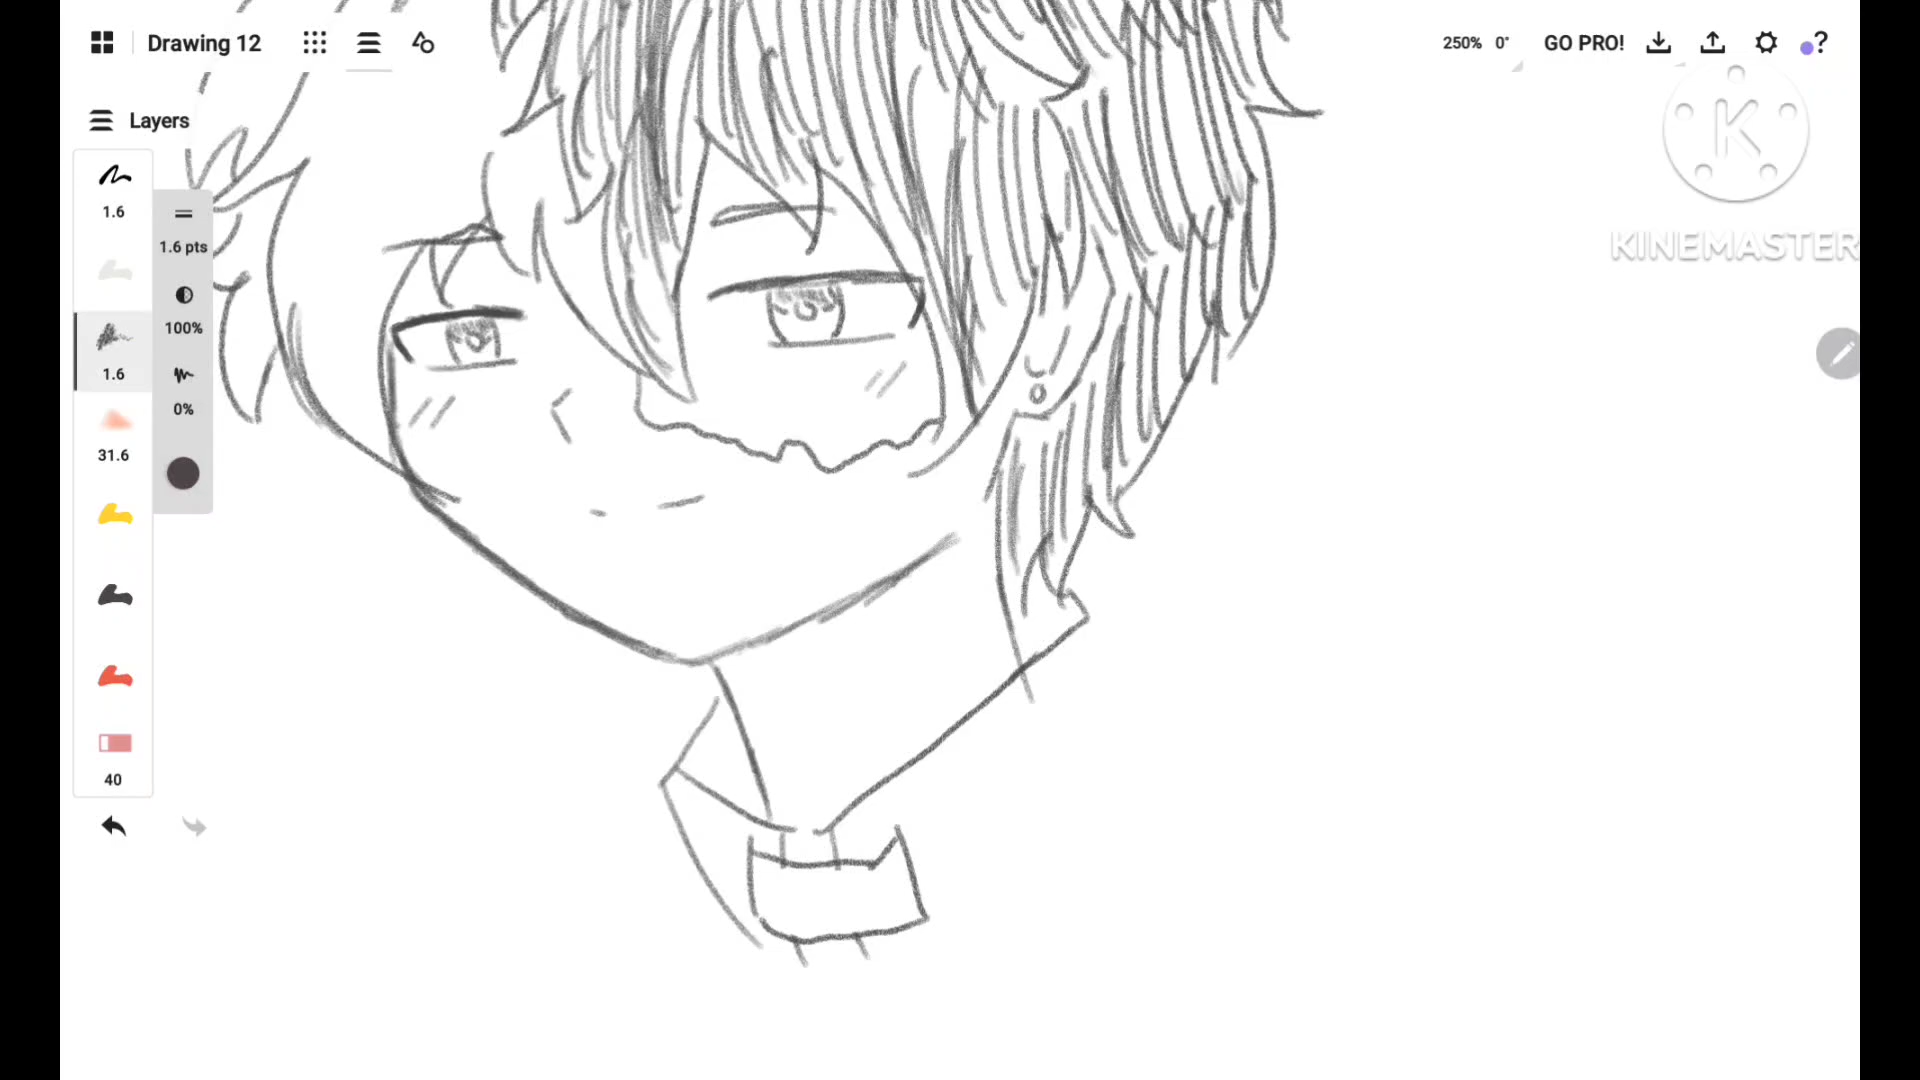 Drawing 12
250% 0° GO PRO! ?
Layers
1.6
1.6 pts
100%
1.6
0%
31.6
40
K
KINEMASTER